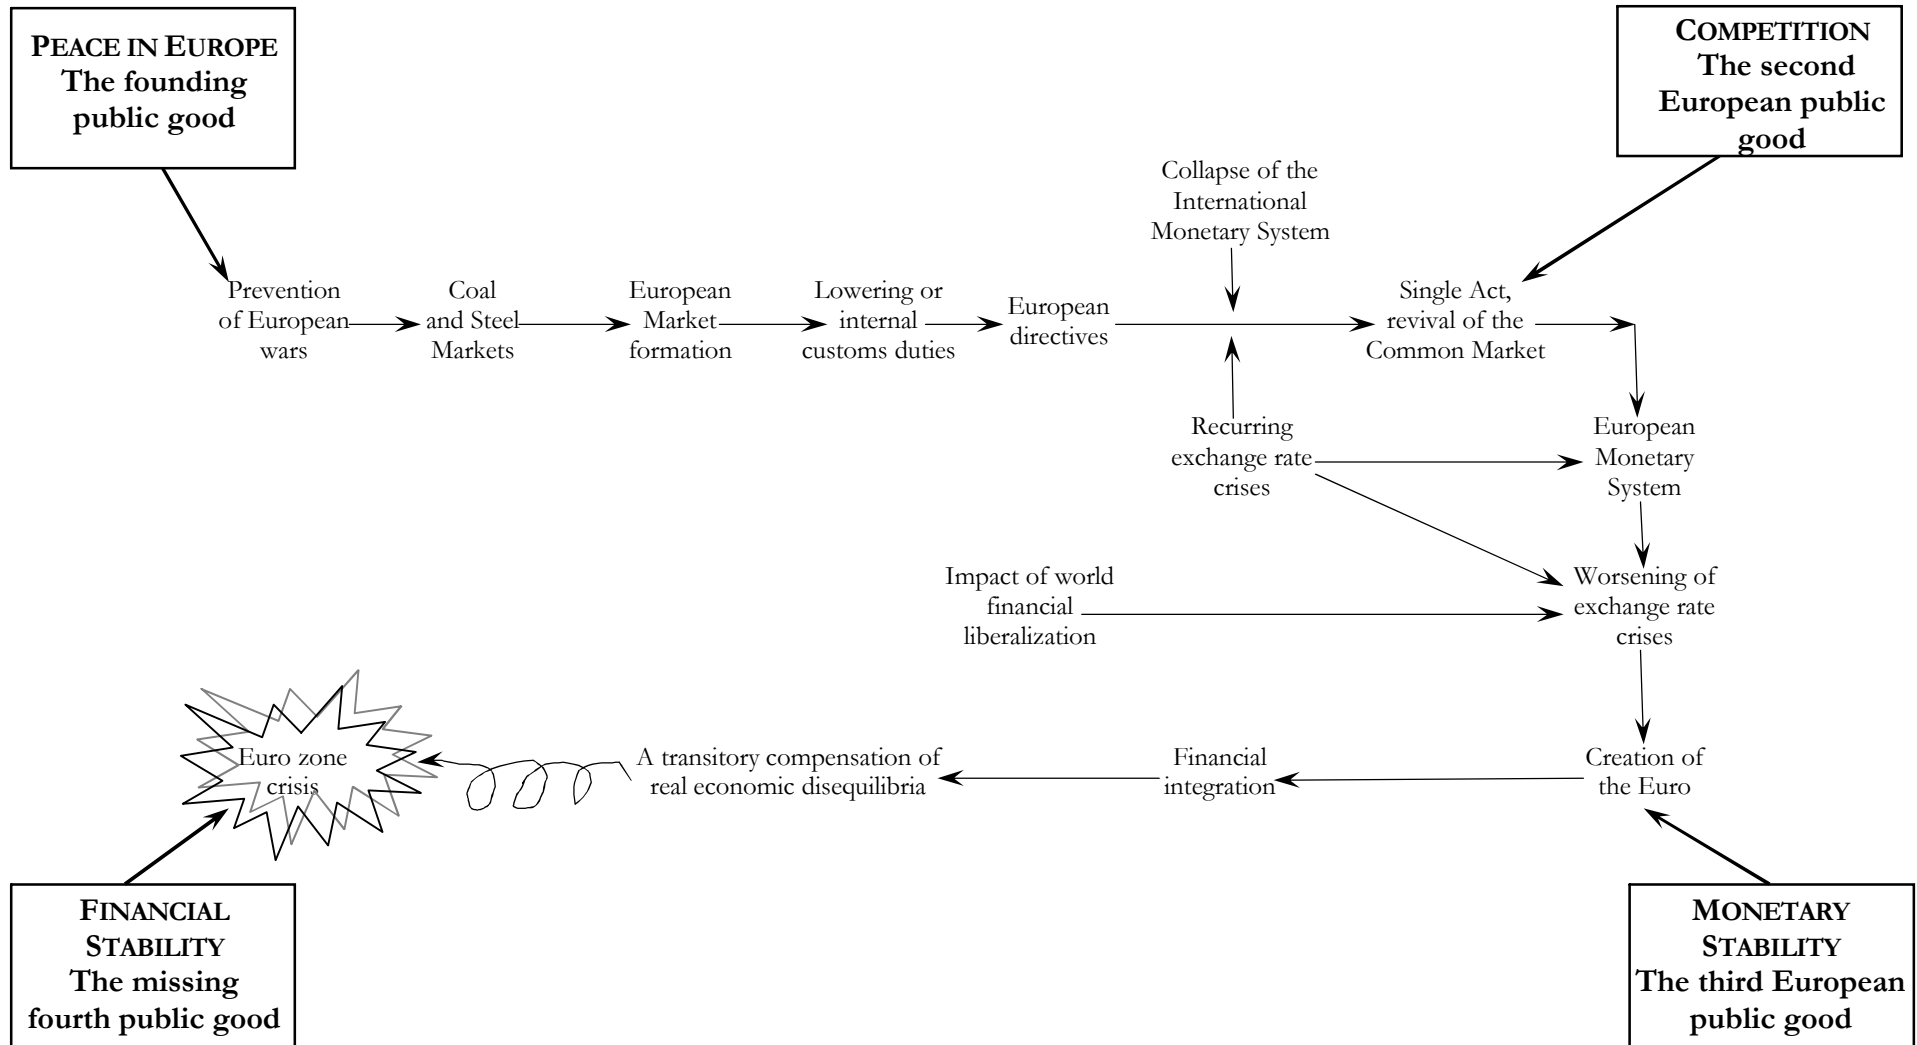 PEACE IN EUROPE
The founding
public good
COMPETITION
The second
European public
good
Collapse of the
International
Monetary System
Prevention
of European
wars
Coal
and Steel
Markets
European
Market
formation
Lowering or
internal
customs duties
European
directives
Single Act,
revival of the
Common Market
Recurring
exchange rate
crises
European
Monetary
System
Impact of world
financial
liberalization
Worsening of
exchange rate
crises
Euro zone
crisis
A transitory compensation of
real economic disequilibria
Financial
integration
Creation of
the Euro
FINANCIAL
STABILITY
The missing
fourth public good
MONETARY
STABILITY
The third European
public good